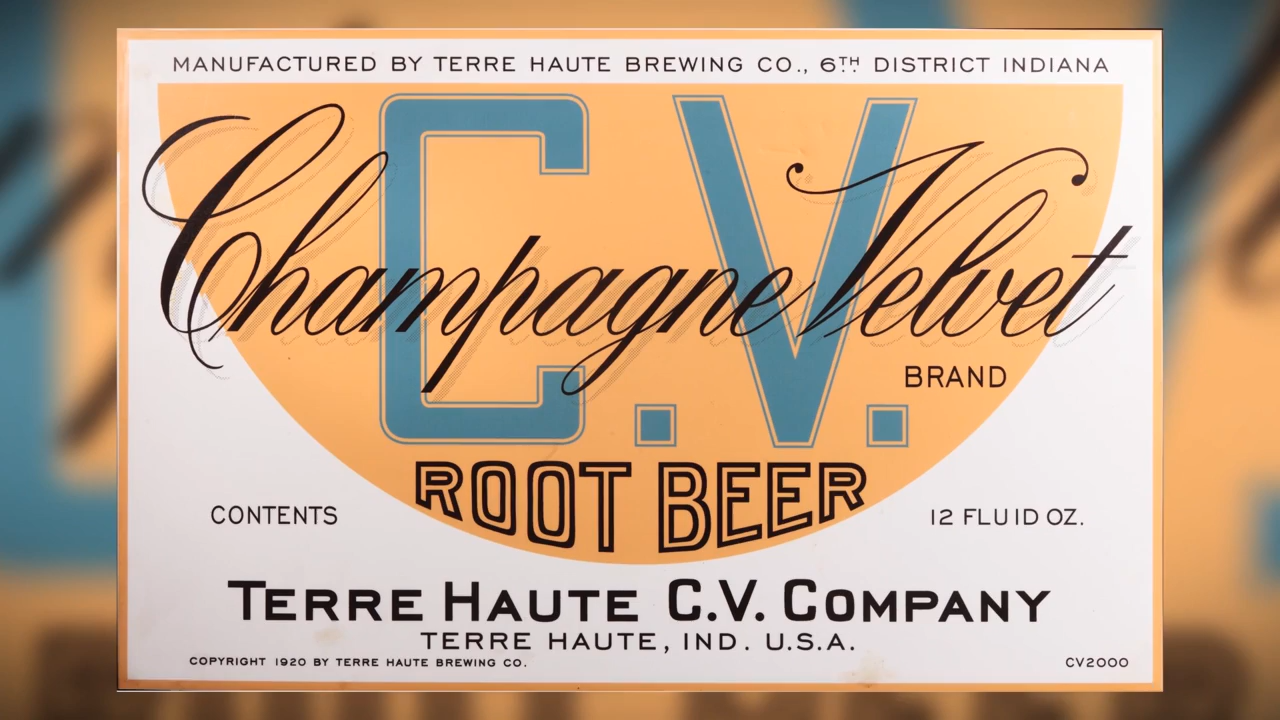 MANUFACTURED BY TERRE HAUTE BREWING CO., 6TH DISTRICT INDIANA
C.V.
Champagne Velvet
BRAND
ROOT BEER
CONTENTS 12 FLUID OZ.
TERRE HAUTE C.V. COMPANY
TERRE HAUTE, IND. U.S.A.
COPYRIGHT 1920 BY TERRE HAUTE BREWING CO. CV2000